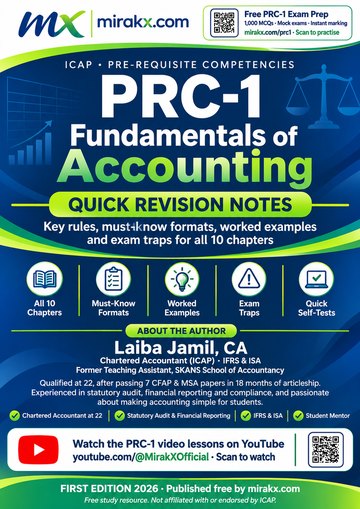 mx | mirakx.com
Free PRC-1 Exam Prep
1,000 MCQs · Mock exams · Instant marking
mirakx.com/prc1 · Scan to practise
ICAP • PRE-REQUISITE COMPETENCIES
PRC-1
Fundamentals of
Accounting
QUICK REVISION NOTES
Key rules, must-know formats, worked examples
and exam traps for all 10 chapters
All 10
Chapters
Must-Know
Formats
Worked
Examples
Exam
Traps
Quick
Self-Tests
ABOUT THE AUTHOR
Laiba Jamil, CA
Chartered Accountant (ICAP) · IFRS & ISA
Former Teaching Assistant, SKANS School of Accountancy
Qualified at 22, after passing 7 CFAP & MSA papers in 18 months of articleship.
Experienced in statutory audit, financial reporting and compliance, and passionate
about making accounting simple for students.
Chartered Accountant at 22
Statutory Audit & Financial Reporting
IFRS & ISA
Student Mentor
Watch the PRC-1 video lessons on YouTube
youtube.com/@MirakXOfficial · Scan to watch
FIRST EDITION 2026 · Published free by mirakx.com
Free study resource. Not affiliated with or endorsed by ICAP.